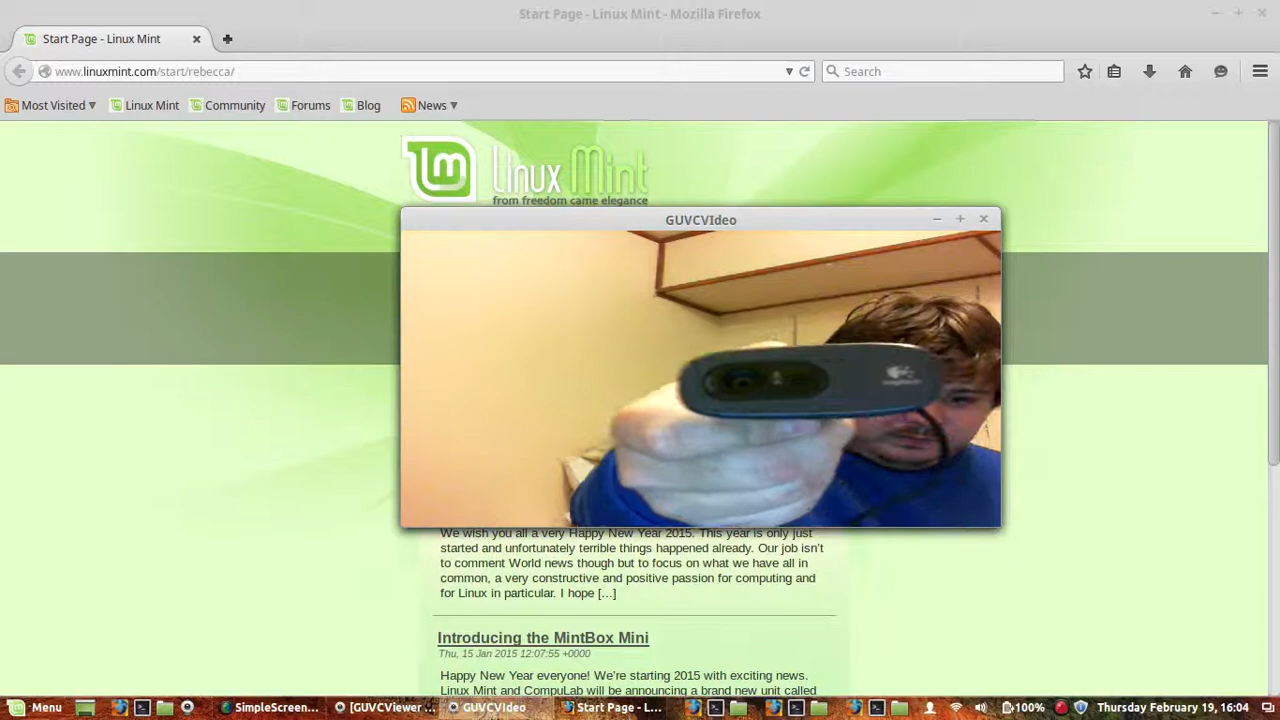 Start Page - Linux Mint - Mozilla Firefox
Start Page - Linux Mint
www.linuxmint.com/start/rebecca/
Search
Most Visited
Linux Mint
Community
Forums
Blog
News
Linux Mint
from freedom came elegance
GUVCVIdeo
We wish you all a very Happy New Year 2015. This year is only just
started and unfortunately terrible things happened already. Our job isn't
to comment World news though but to focus on what we have all in
common, a very constructive and positive passion for computing and
for Linux in particular. I hope [...]
Introducing the MintBox Mini
Thu, 15 Jan 2015 12:07:55 +0000
Happy New Year everyone! We're starting 2015 with exciting news.
Linux Mint and CompuLab will be announcing a brand new unit called
Menu
SimpleScreen...
[GUVCViewer ...
GUVCVIdeo
Start Page - L...
100%
Thursday February 19, 16:04